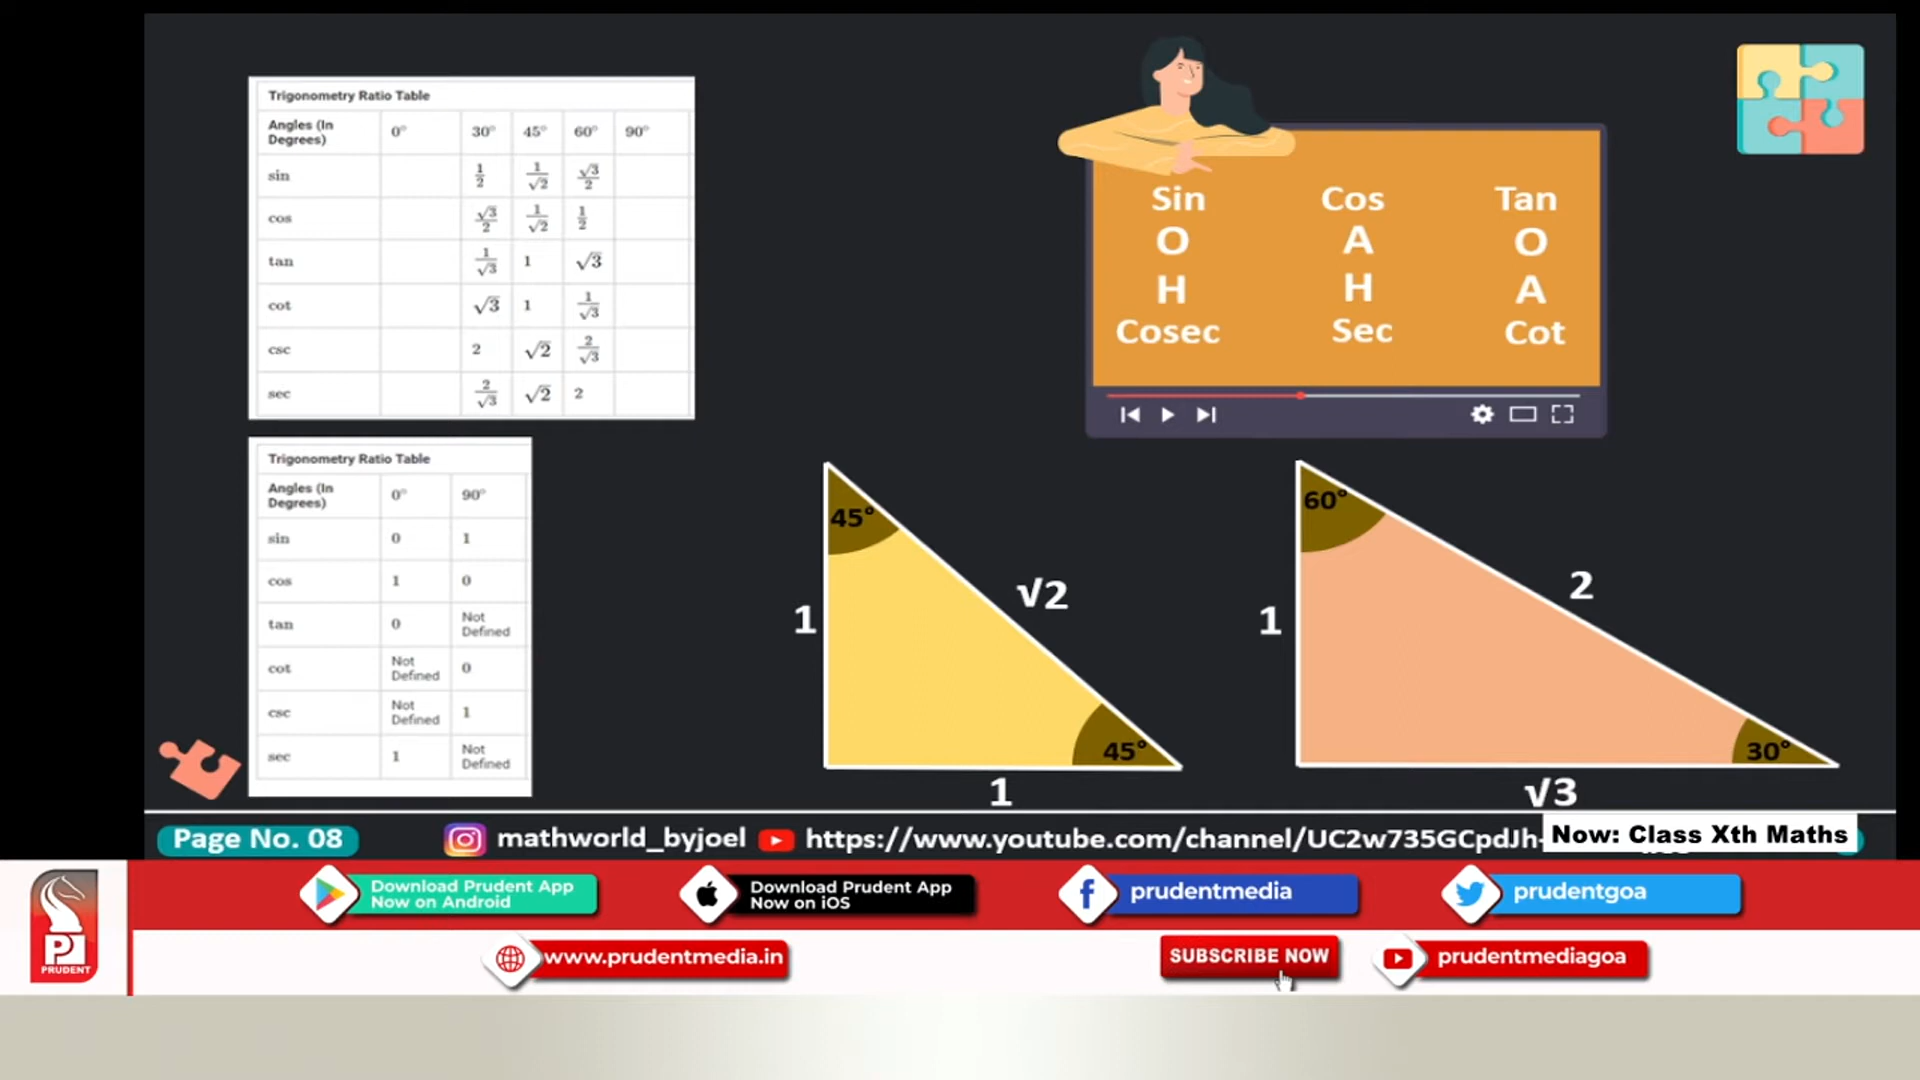 Trigonometry Ratio Table
Angles (In Degrees) 0° 30° 45° 60° 90°
sin 1/2 1/√2 √3/2
cos √3/2 1/√2 1/2
tan 1/√3 1 √3
cot √3 1 1/√3
csc 2 √2 2/√3
sec 2/√3 √2 2
Sin Cos Tan
O A O
H H A
Cosec Sec Cot
Trigonometry Ratio Table
Angles (In Degrees) 0° 90°
sin 0 1
cos 1 0
tan 0 Not Defined
cot Not Defined 0
csc Not Defined 1
sec 1 Not Defined
45°
1
√2
45°
1
60°
1
2
30°
√3
Page No. 08
mathworld_byjoel
https://www.youtube.com/channel/UC2w735GCpdJh-
Now: Class Xth Maths
Download Prudent App
Now on Android
Download Prudent App
Now on iOS
prudentmedia
prudentgoa
PRUDENT
www.prudentmedia.in
SUBSCRIBE NOW
prudentmediagoa